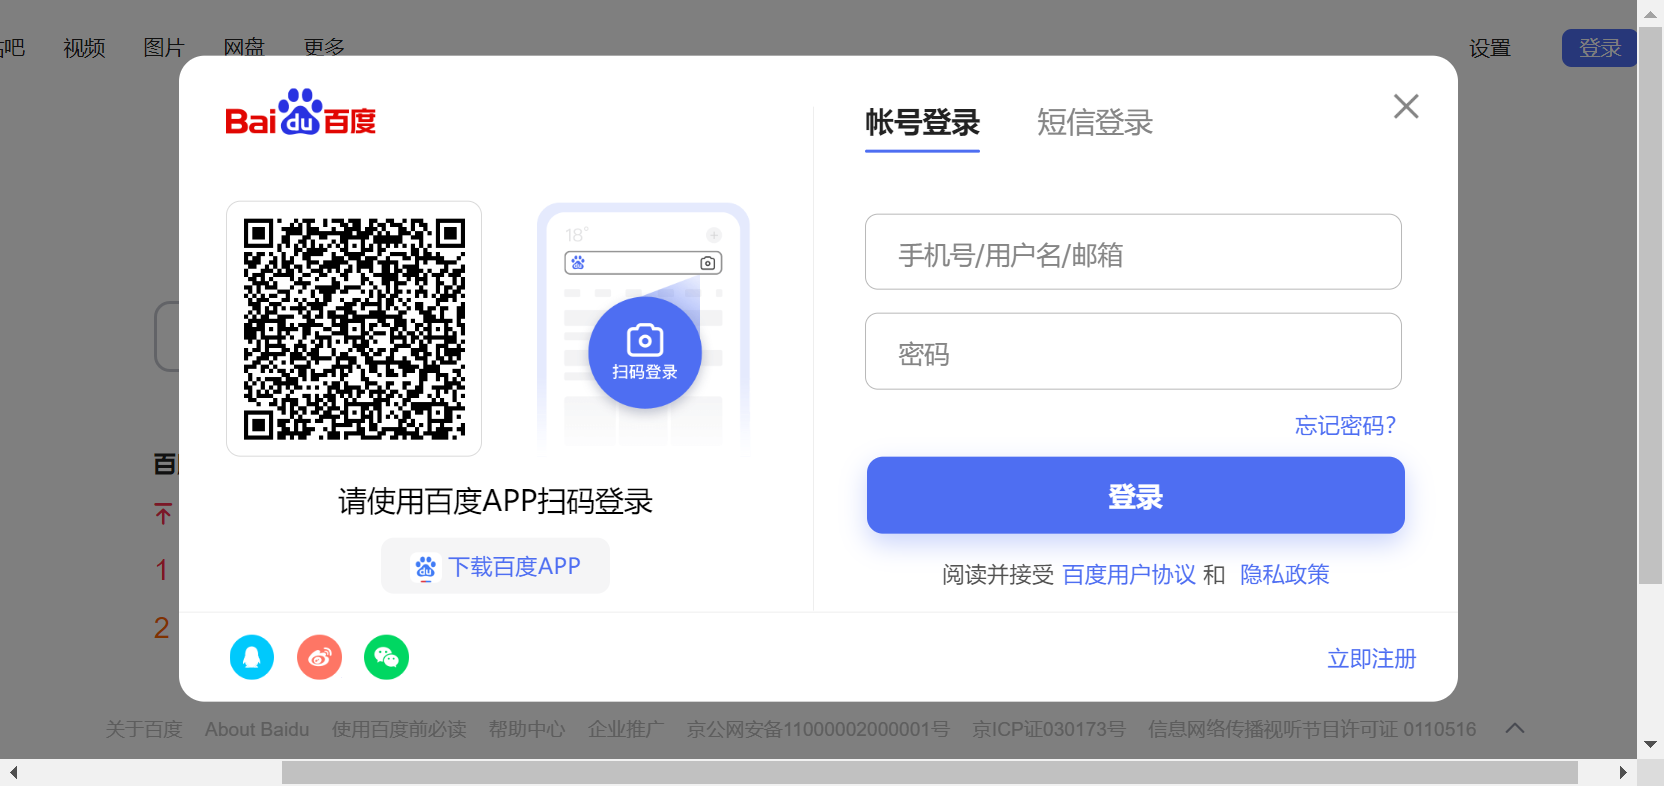 吧 视频 图片 网盘 更多 设置 登录
Bai du 百度
帐号登录 短信登录
18°
手机号/用户名/邮箱
扫码登录
密码
忘记密码?
登录
请使用百度APP扫码登录
du 下载百度APP
阅读并接受 百度用户协议 和 隐私政策
百
1
2
立即注册
关于百度 About Baidu 使用百度前必读 帮助中心 企业推广 京公网安备11000002000001号 京ICP证030173号 信息网络传播视听节目许可证 0110516